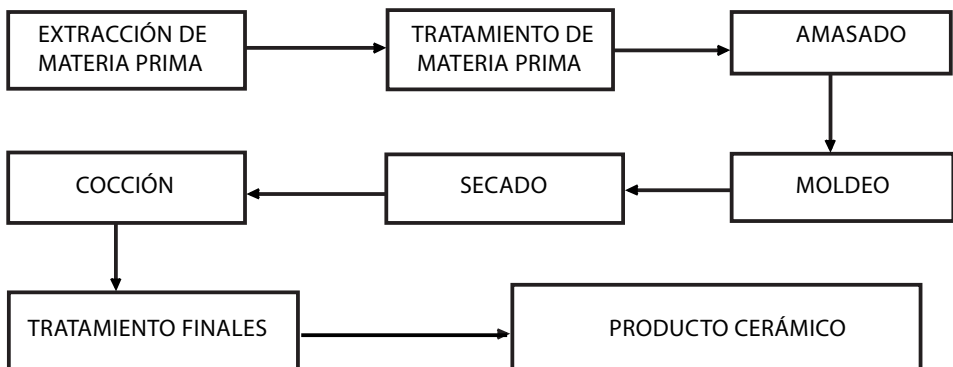 EXTRACCIÓN DE
MATERIA PRIMA
TRATAMIENTO DE
MATERIA PRIMA
AMASADO
MOLDEO
SECADO
COCCIÓN
TRATAMIENTO FINALES
PRODUCTO CERÁMICO